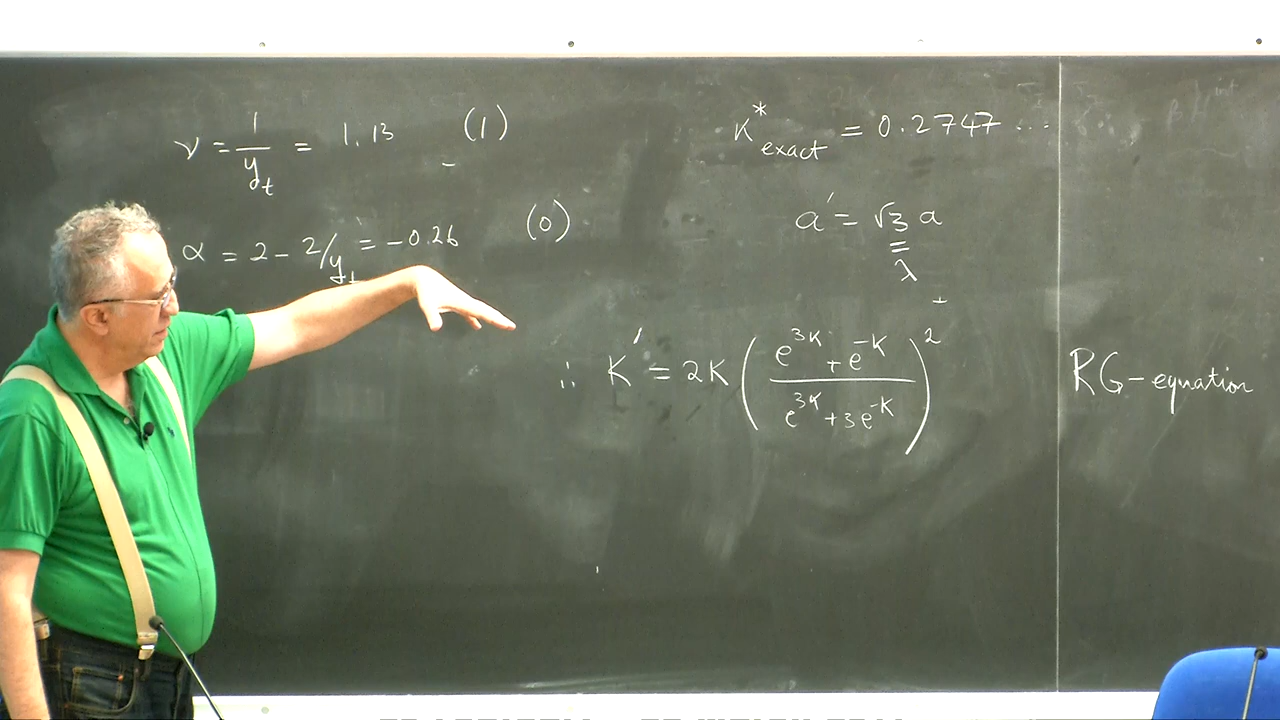 ν = 1/y_t = 1.13 (1)
α = 2 - 2/y_t = -0.26 (0)
K*_exact = 0.2747...
a' = √3 a
=
λ
∴ K' = 2K ( (e^{3K} + e^{-K}) / (e^{3K} + 3e^{-K}) )^2
RG-equation